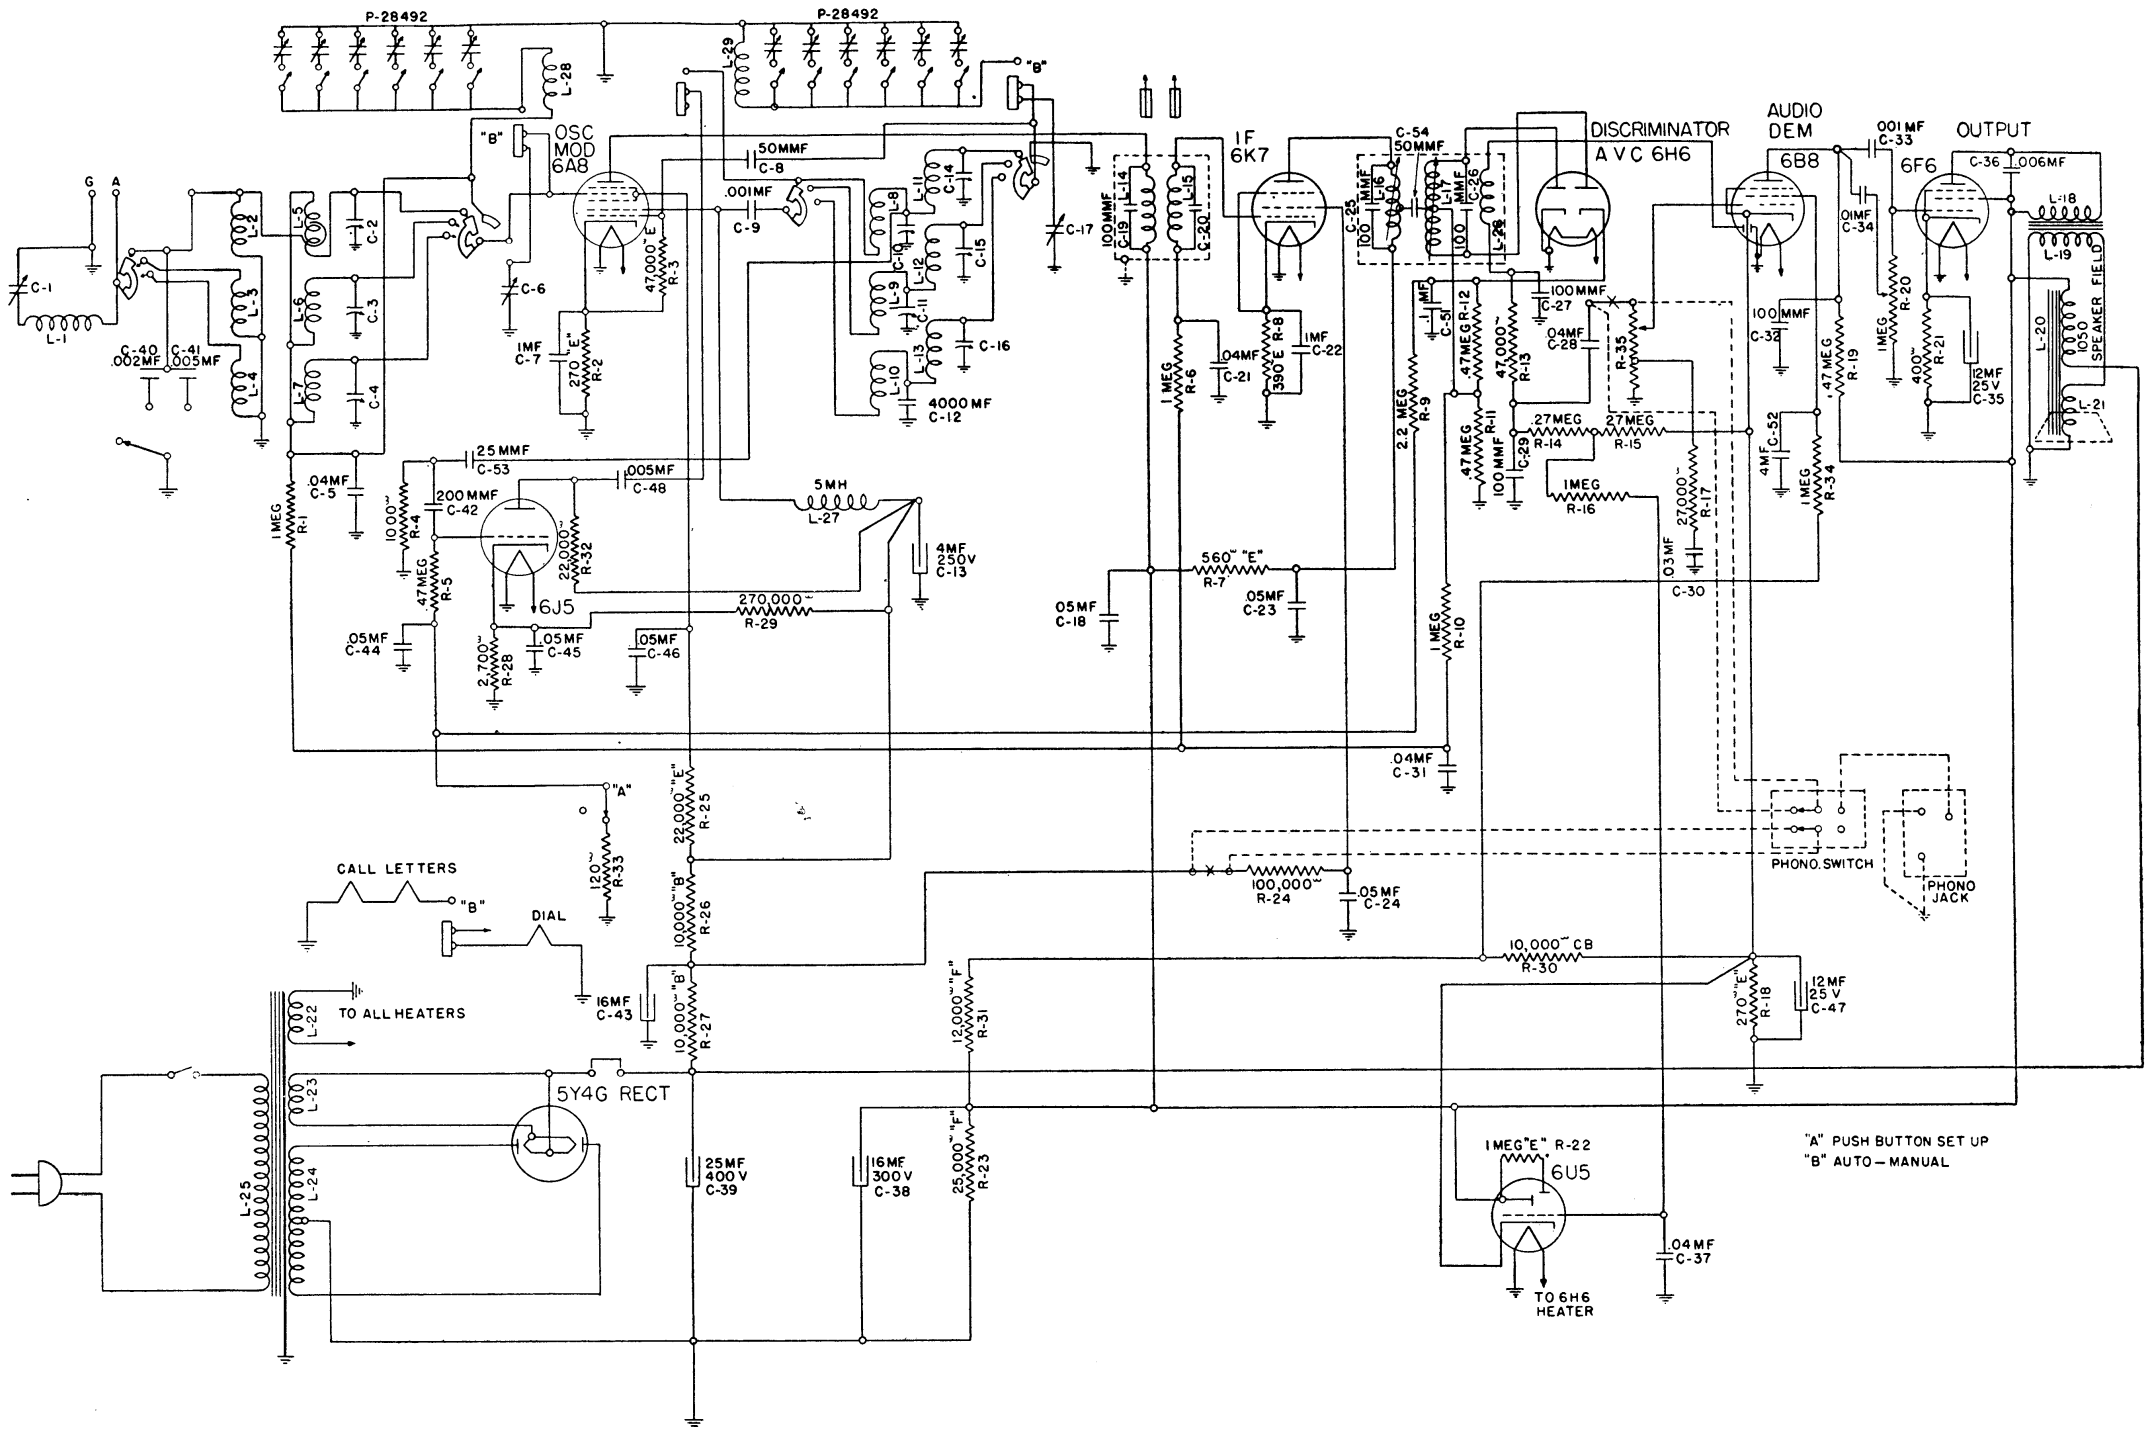 P-28492
P-28492
L-28
L-29
"B"
"B"
OSC
MOD
6A8
50MMF
C-8
.001MF
C-9
47,000~"E"
R-3
G
A
C-1
L-1
C-40
.002MF
C-41
.005MF
L-2
L-3
L-4
L-5
L-6
L-7
C-2
C-3
C-4
C-6
1MF
C-7
270~"E"
R-2
L-8
L-9
L-10
C-10
C-11
L-11
L-12
L-13
C-14
C-15
C-16
4000MF
C-12
C-17
1F
6K7
L-14
100MMF
C-19
L-15
C-20
1 MEG
R-6
.04MF
C-21
390~E
R-8
1MF
C-22
C-54
50MMF
C-25
100MMF
L-16
L-17
100MMF
C-26
L-26
DISCRIMINATOR
AVC 6H6
AUDIO
DEM
6B8
.001MF
C-33
.01MF
C-34
OUTPUT
6F6
C-36
.006MF
L-18
L-19
SPEAKER FIELD
1050
L-20
L-21
1MEG
R-20
400~
R-21
12MF
25V
C-35
.47MEG
R-19
100MMF
C-32
4MF
C-52
1MEG
R-34
100MMF
C-27
.1MF
C-51
.47MEG
R-12
47,000~
R-13
.04MF
C-28
R-35
2.2 MEG
R-9
.47MEG
R-11
100MMF
C-29
.27MEG
R-14
27MEG
R-15
1MEG
R-16
27,000~
R-17
.03MF
C-30
1MEG
R-1
.04MF
C-5
25MMF
C-53
200MMF
C-42
R-4
.005MF
C-48
5MH
L-27
4MF
250V
C-13
22,000~
R-32
6J5
.47MEG
R-5
.05MF
C-44
2,700~
R-28
.05MF
C-45
.05MF
C-46
270,000~
R-29
.05MF
C-18
560~"E"
R-7
.05MF
C-23
1MEG
R-10
.04MF
C-31
"A"
120~
R-33
22,000~"E"
R-25
10,000~"B"
R-26
10,000~"B"
R-27
16MF
C-43
CALL LETTERS
"B"
DIAL
TO ALL HEATERS
L-22
L-23
L-24
L-25
5Y4G RECT
25MF
400V
C-39
16MF
300V
C-38
12,000~"F"
R-31
25,000~"F"
R-23
100,000~
R-24
.05MF
C-24
10,000~ CB
R-30
270~"E"
R-18
12MF
25V
C-47
PHONO.SWITCH
PHONO
JACK
1MEG"E" R-22
6U5
.04MF
C-37
TO 6H6
HEATER
"A" PUSH BUTTON SET UP
"B" AUTO-MANUAL